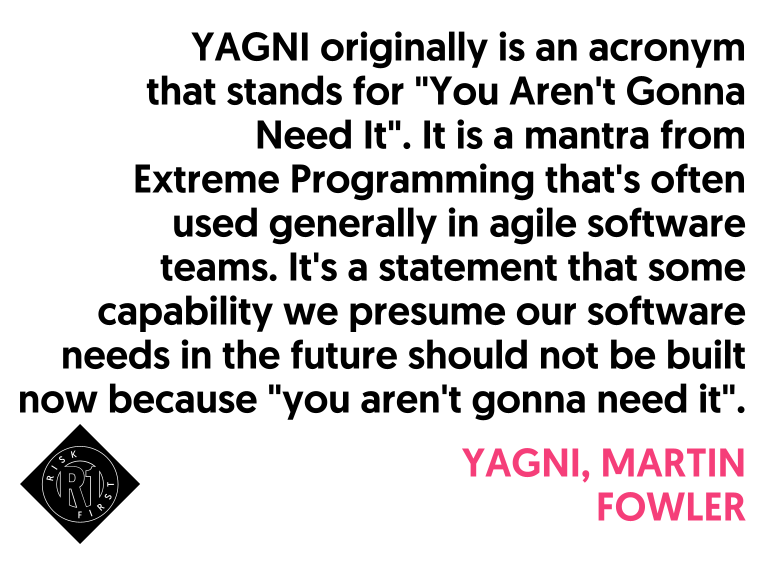 YAGNI originally is an acronym
that stands for "You Aren't Gonna
Need It". It is a mantra from
Extreme Programming that's often
used generally in agile software
teams. It's a statement that some
capability we presume our software
needs in the future should not be built
now because "you aren't gonna need it".
YAGNI, MARTIN
FOWLER
RISK
R1
FIRST